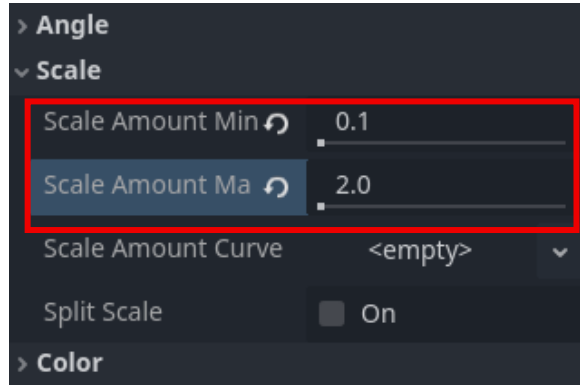 Angle
Scale
Scale Amount Min 0.1
Scale Amount Ma 2.0
Scale Amount Curve <empty>
Split Scale On
Color